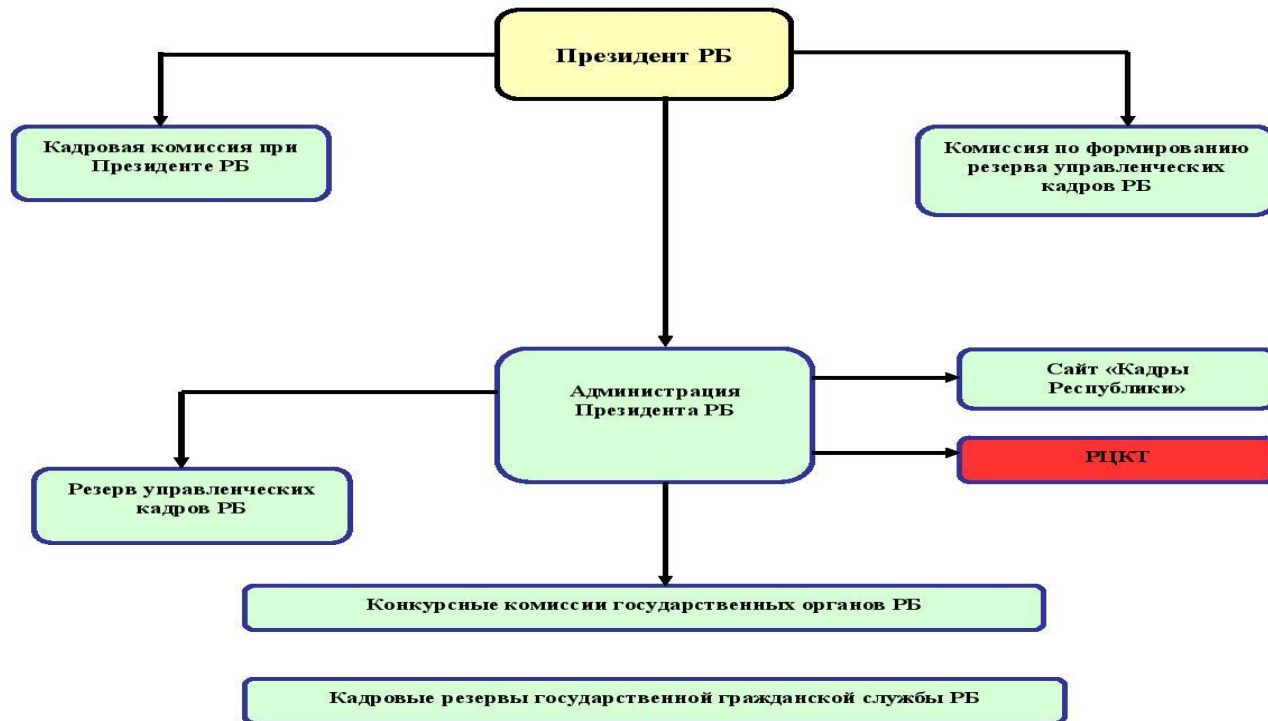 Президент РБ
Кадровая комиссия при
Президенте РБ
Комиссия по формированию
резерва управленческих
кадров РБ
Администрация
Президента РБ
Сайт «Кадры
Республики»
РЦКТ
Резерв управленческих
кадров РБ
Конкурсные комиссии государственных органов РБ
Кадровые резервы государственной гражданской службы РБ